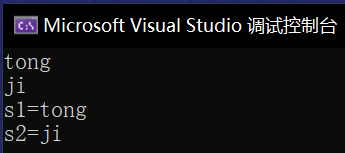 Microsoft Visual Studio 调试控制台
tong
ji
s1=tong
s2=ji